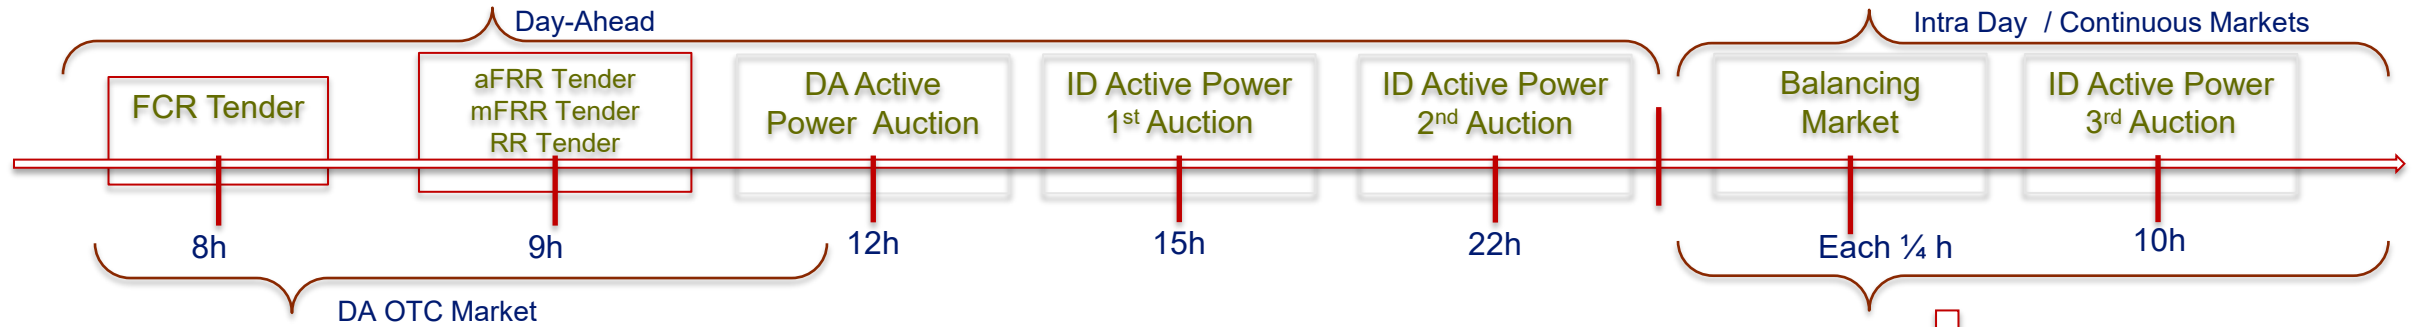 Day-Ahead
Intra Day / Continuous Markets
FCR Tender
aFRR Tender
mFRR Tender
RR Tender
DA Active
Power Auction
ID Active Power
1st Auction
ID Active Power
2nd Auction
Balancing
Market
ID Active Power
3rd Auction
8h
9h
12h
15h
22h
Each ¼ h
10h
DA OTC Market